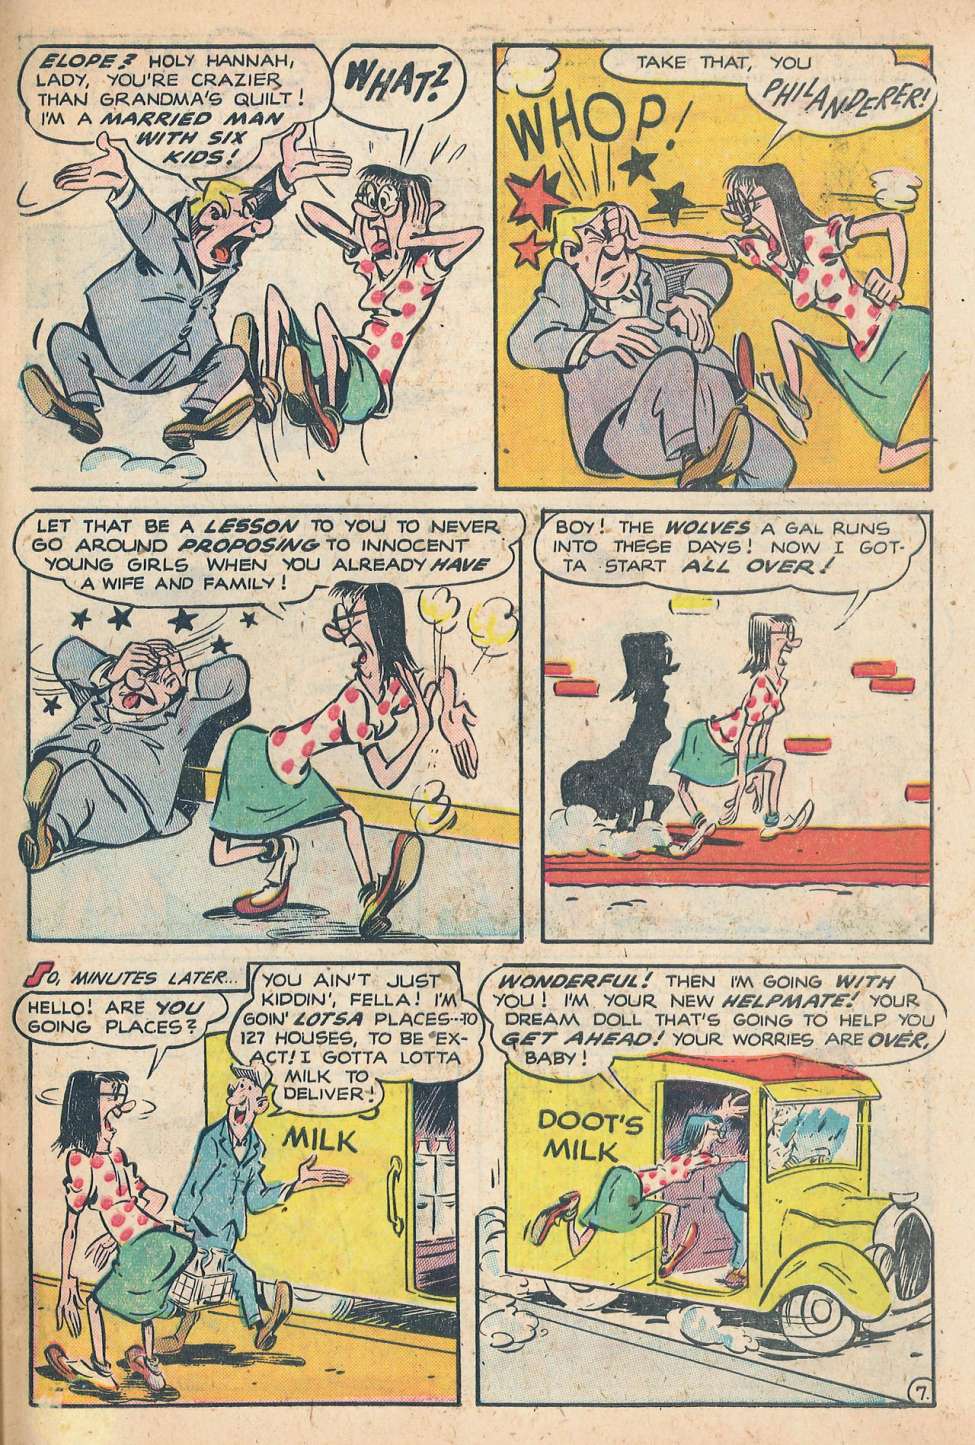 ELOPE? HOLY HANNAH,
LADY, YOU'RE CRAZIER
THAN GRANDMA'S QUILT!
I'M A MARRIED MAN
WITH SIX
KIDS!
WHAT?
TAKE THAT, YOU
PHILANDERER!
WHOP!
LET THAT BE A LESSON TO YOU TO NEVER
GO AROUND PROPOSING TO INNOCENT
YOUNG GIRLS WHEN YOU ALREADY HAVE
A WIFE AND FAMILY!
BOY! THE WOLVES A GAL RUNS
INTO THESE DAYS! NOW I GOT-
TA START ALL OVER!
SO, MINUTES LATER...
HELLO! ARE YOU
GOING PLACES?
YOU AIN'T JUST
KIDDIN', FELLA! I'M
GOIN' LOTSA PLACES--TO
127 HOUSES, TO BE EX-
ACT! I GOTTA LOTTA
MILK TO
DELIVER!
MILK
WONDERFUL! THEN I'M GOING WITH
YOU! I'M YOUR NEW HELPMATE! YOUR
DREAM DOLL THAT'S GOING TO HELP YOU
GET AHEAD! YOUR WORRIES ARE OVER,
BABY!
DOOT'S
MILK
7.